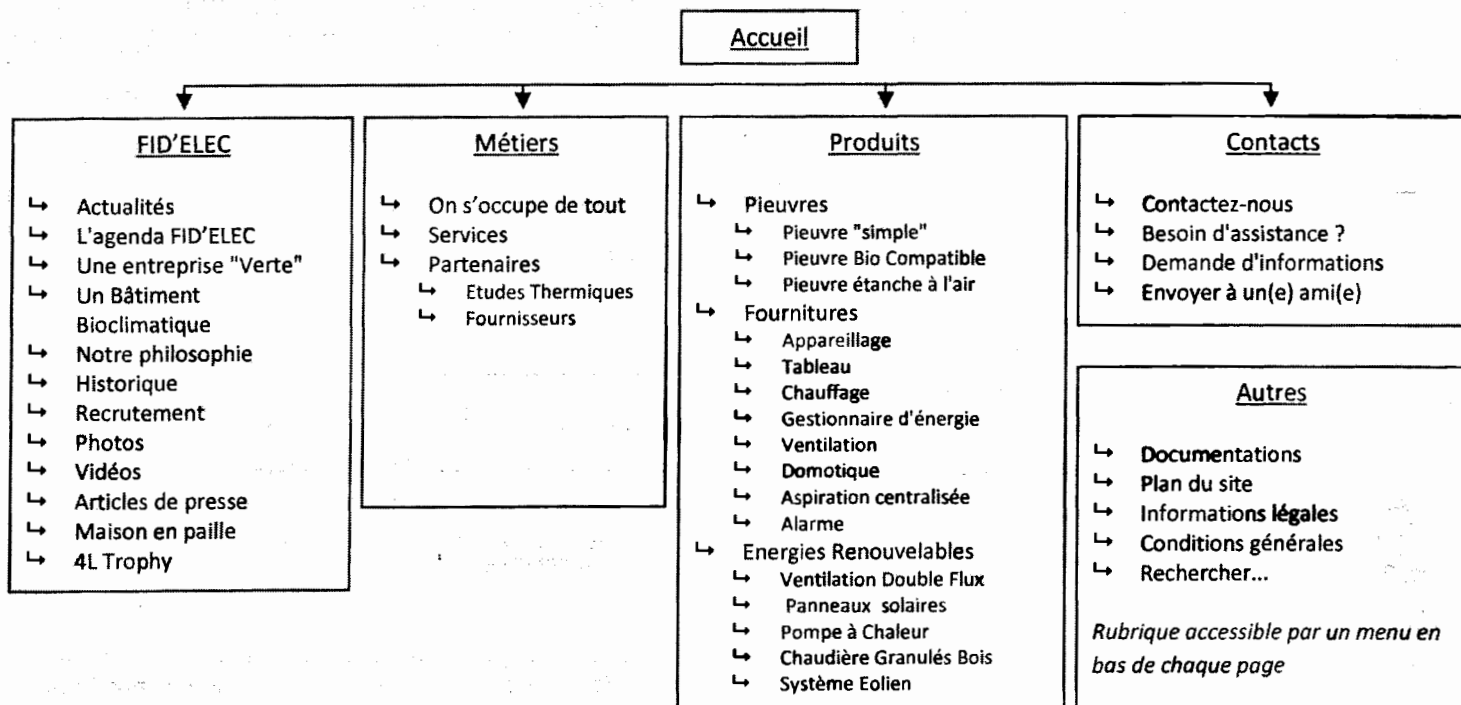 Accueil
FID'ELEC
↳ Actualités
↳ L'agenda FID'ELEC
↳ Une entreprise "Verte"
↳ Un Bâtiment
Bioclimatique
↳ Notre philosophie
↳ Historique
↳ Recrutement
↳ Photos
↳ Vidéos
↳ Articles de presse
↳ Maison en paille
↳ 4L Trophy
Métiers
↳ On s'occupe de tout
↳ Services
↳ Partenaires
↳ Etudes Thermiques
↳ Fournisseurs
Produits
↳ Pieuvres
↳ Pieuvre "simple"
↳ Pieuvre Bio Compatible
↳ Pieuvre étanche à l'air
↳ Fournitures
↳ Appareillage
↳ Tableau
↳ Chauffage
↳ Gestionnaire d'énergie
↳ Ventilation
↳ Domotique
↳ Aspiration centralisée
↳ Alarme
↳ Energies Renouvelables
↳ Ventilation Double Flux
↳ Panneaux solaires
↳ Pompe à Chaleur
↳ Chaudière Granulés Bois
↳ Système Eolien
Contacts
↳ Contactez-nous
↳ Besoin d'assistance ?
↳ Demande d'informations
↳ Envoyer à un(e) ami(e)
Autres
↳ Documentations
↳ Plan du site
↳ Informations légales
↳ Conditions générales
↳ Rechercher...
Rubrique accessible par un menu en
bas de chaque page